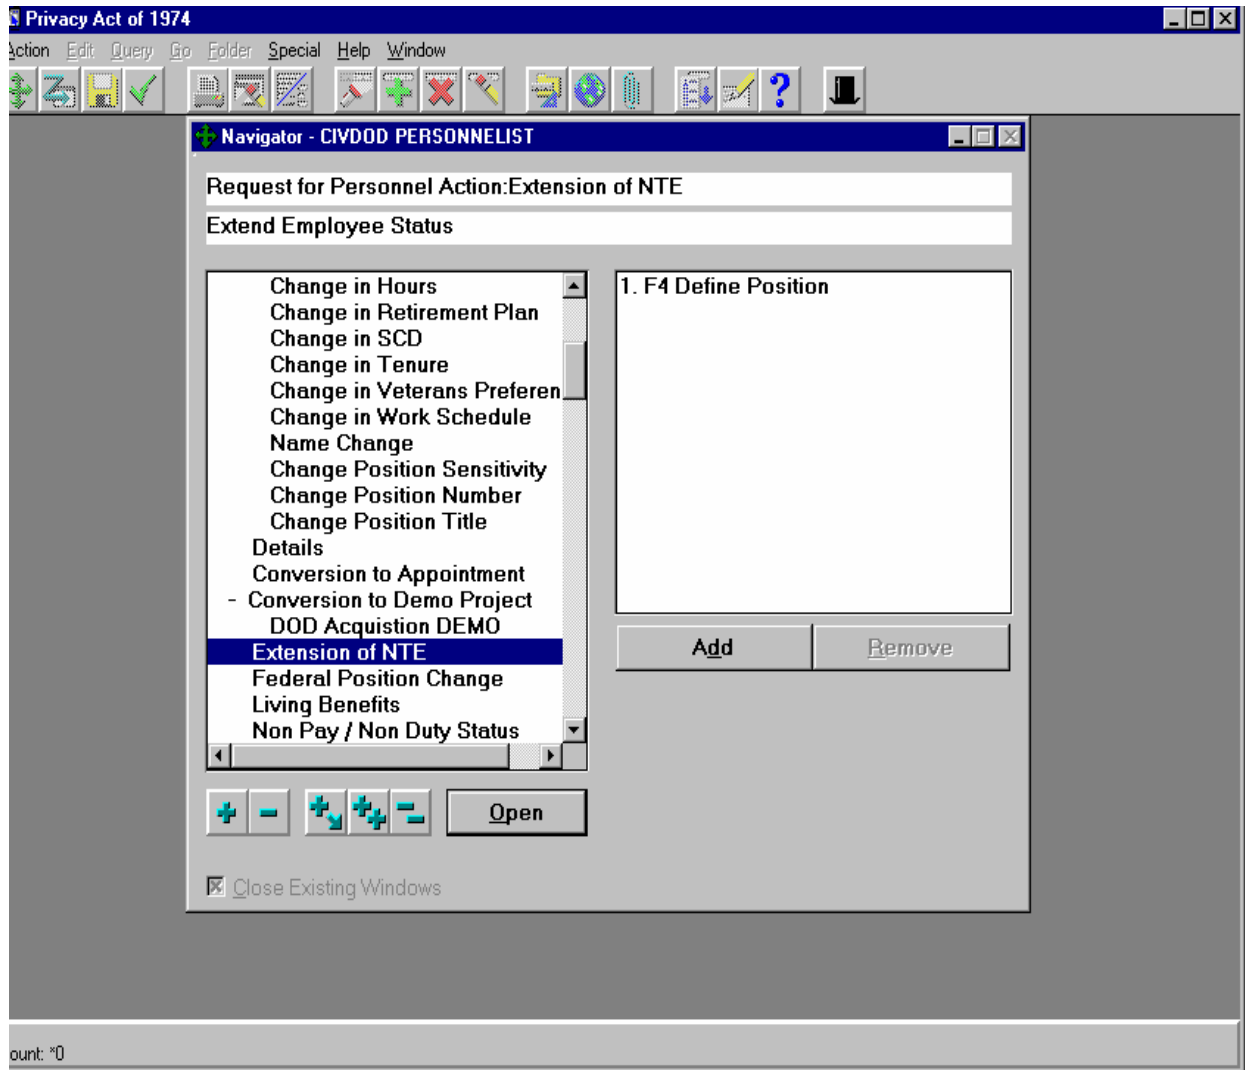 Privacy Act of 1974
Action Edit Query Go Folder Special Help Window
Navigator - CIVDOD PERSONNELIST
Request for Personnel Action:Extension of NTE
Extend Employee Status
Change in Hours
Change in Retirement Plan
Change in SCD
Change in Tenure
Change in Veterans Preferen
Change in Work Schedule
Name Change
Change Position Sensitivity
Change Position Number
Change Position Title
Details
Conversion to Appointment
- Conversion to Demo Project
DOD Acquistion DEMO
Extension of NTE
Federal Position Change
Living Benefits
Non Pay / Non Duty Status
1. F4 Define Position
Add Remove
Open
Close Existing Windows
ount: *0